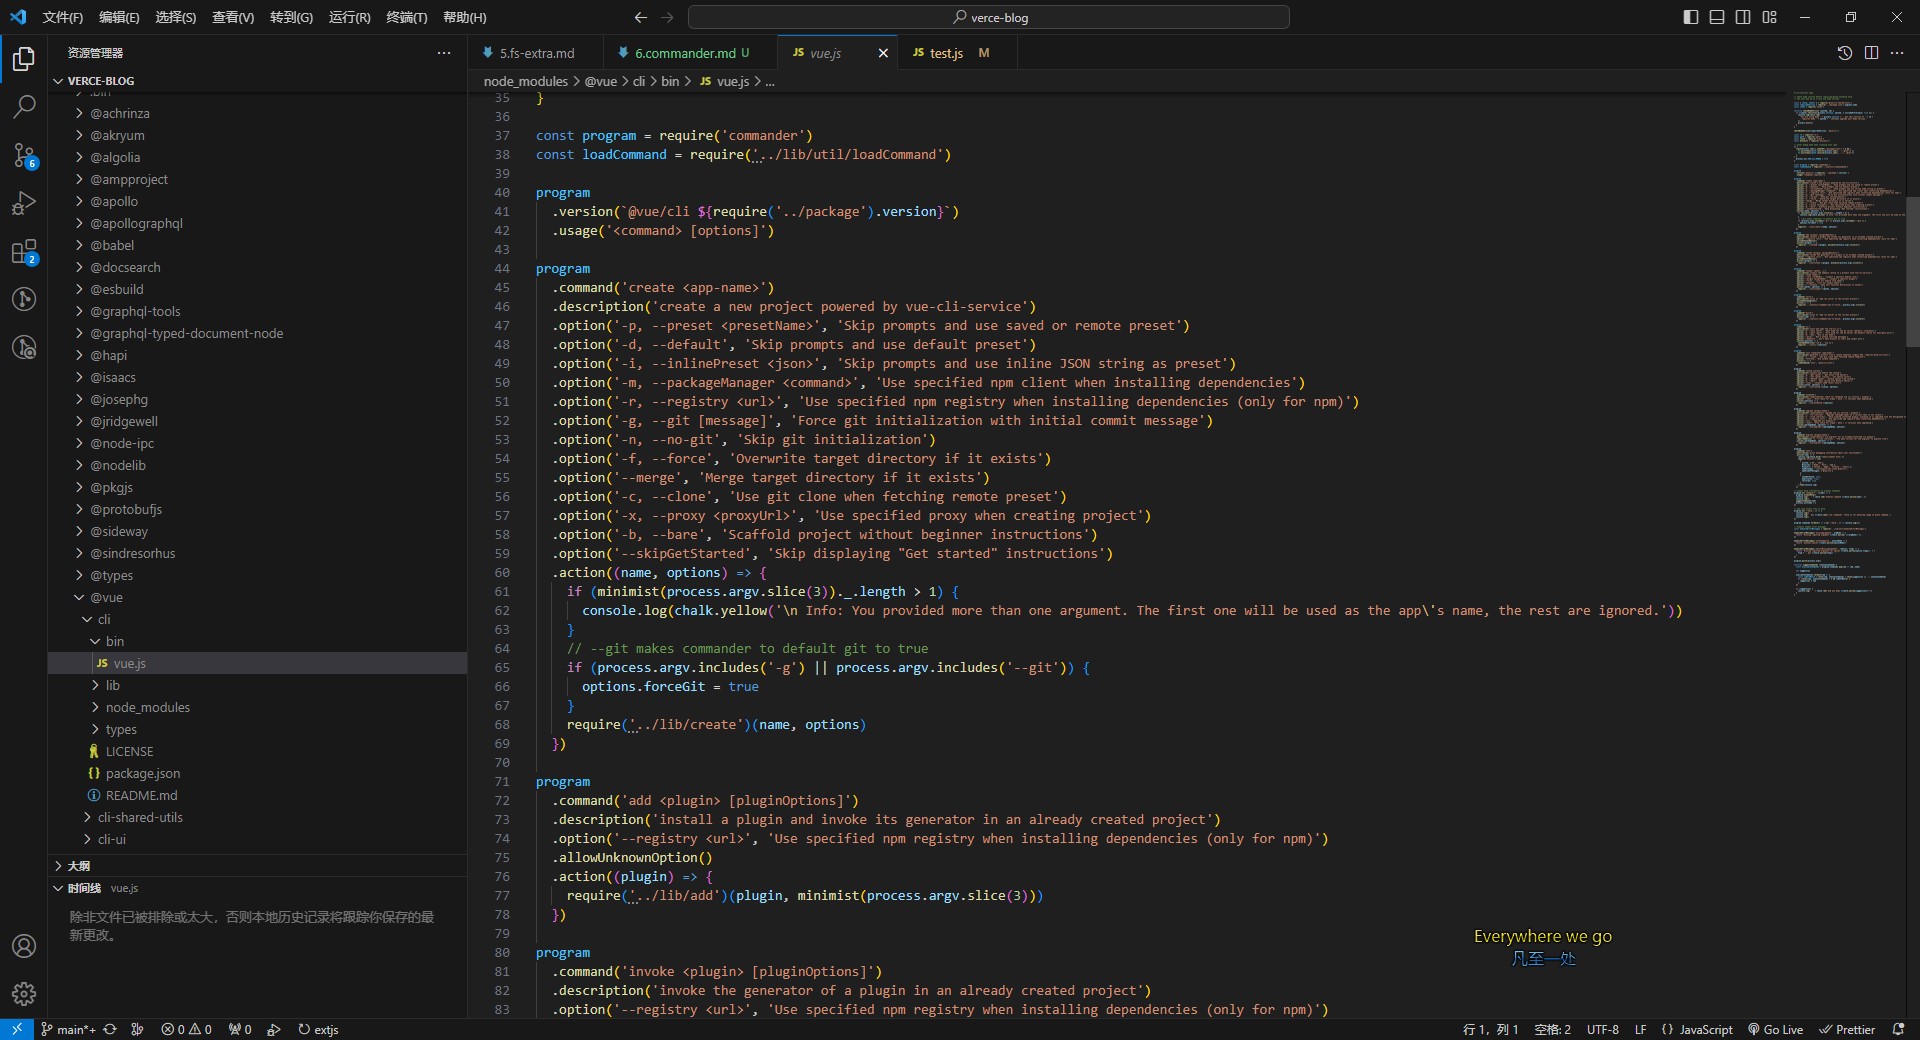 文件(F) 编辑(E) 选择(S) 查看(V) 转到(G) 运行(R) 终端(T) 帮助(H) verce-blog
资源管理器
5.fs-extra.md 6.commander.md U JS vue.js JS test.js M
VERCE-BLOG
node_modules > @vue > cli > bin > JS vue.js > ...
.bin
@achrinza
@akryum
@algolia
@ampproject
@apollo
@apollographql
@babel
@docsearch
@esbuild
@graphql-tools
@graphql-typed-document-node
@hapi
@isaacs
@josephg
@jridgewell
@node-ipc
@nodelib
@pkgjs
@protobufjs
@sideway
@sindresorhus
@types
@vue
cli
bin
JS vue.js
lib
node_modules
types
LICENSE
{} package.json
README.md
cli-shared-utils
cli-ui
大纲
时间线 vue.js
除非文件已被排除或太大，否则本地历史记录将跟踪你保存的最
新更改。
6
2
35 }
36
37 const program = require('commander')
38 const loadCommand = require('../lib/util/loadCommand')
39
40 program
41 .version(`@vue/cli ${require('../package').version}`)
42 .usage('<command> [options]')
43
44 program
45 .command('create <app-name>')
46 .description('create a new project powered by vue-cli-service')
47 .option('-p, --preset <presetName>', 'Skip prompts and use saved or remote preset')
48 .option('-d, --default', 'Skip prompts and use default preset')
49 .option('-i, --inlinePreset <json>', 'Skip prompts and use inline JSON string as preset')
50 .option('-m, --packageManager <command>', 'Use specified npm client when installing dependencies')
51 .option('-r, --registry <url>', 'Use specified npm registry when installing dependencies (only for npm)')
52 .option('-g, --git [message]', 'Force git initialization with initial commit message')
53 .option('-n, --no-git', 'Skip git initialization')
54 .option('-f, --force', 'Overwrite target directory if it exists')
55 .option('--merge', 'Merge target directory if it exists')
56 .option('-c, --clone', 'Use git clone when fetching remote preset')
57 .option('-x, --proxy <proxyUrl>', 'Use specified proxy when creating project')
58 .option('-b, --bare', 'Scaffold project without beginner instructions')
59 .option('--skipGetStarted', 'Skip displaying "Get started" instructions')
60 .action((name, options) => {
61 if (minimist(process.argv.slice(3))._.length > 1) {
62 console.log(chalk.yellow('\n Info: You provided more than one argument. The first one will be used as the app\'s name, the rest are ignored.'))
63 }
64 // --git makes commander to default git to true
65 if (process.argv.includes('-g') || process.argv.includes('--git')) {
66 options.forceGit = true
67 }
68 require('../lib/create')(name, options)
69 })
70
71 program
72 .command('add <plugin> [pluginOptions]')
73 .description('install a plugin and invoke its generator in an already created project')
74 .option('--registry <url>', 'Use specified npm registry when installing dependencies (only for npm)')
75 .allowUnknownOption()
76 .action((plugin) => {
77 require('../lib/add')(plugin, minimist(process.argv.slice(3)))
78 })
79
80 program
81 .command('invoke <plugin> [pluginOptions]')
82 .description('invoke the generator of a plugin in an already created project')
83 .option('--registry <url>', 'Use specified npm registry when installing dependencies (only for npm)')
Everywhere we go
凡至一处
main*+ 0 0 0 extjs 行 1，列 1 空格: 2 UTF-8 LF {} JavaScript Go Live Prettier